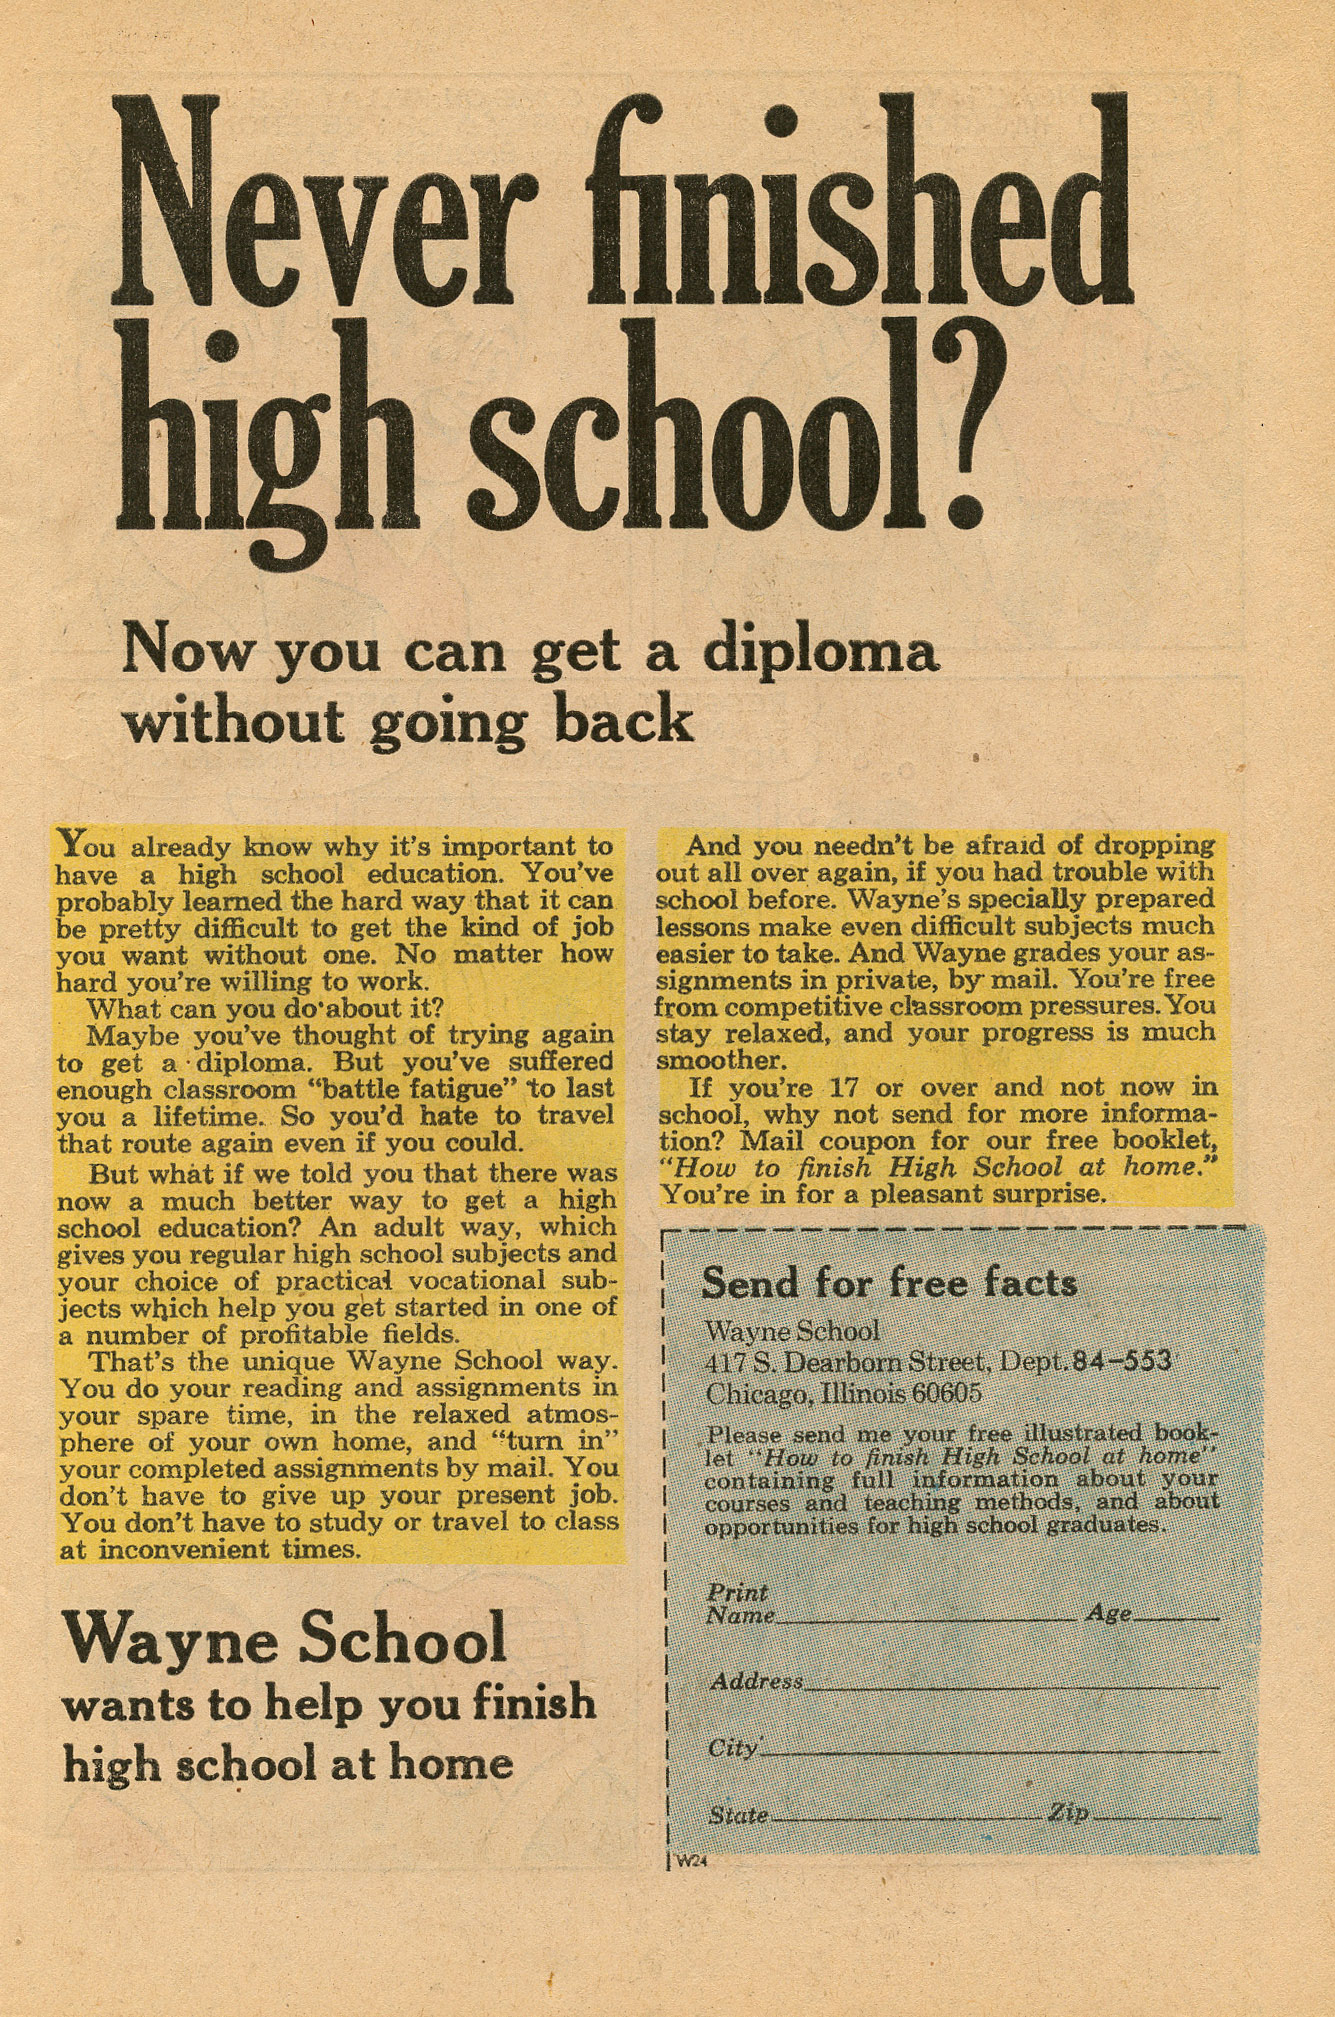 Never finished
high school?
Now you can get a diploma
without going back
You already know why it's important to
have a high school education. You've
probably learned the hard way that it can
be pretty difficult to get the kind of job
you want without one. No matter how
hard you're willing to work.
What can you do about it?
Maybe you've thought of trying again
to get a diploma. But you've suffered
enough classroom "battle fatigue" to last
you a lifetime. So you'd hate to travel
that route again even if you could.
But what if we told you that there was
now a much better way to get a high
school education? An adult way, which
gives you regular high school subjects and
your choice of practical vocational sub-
jects which help you get started in one of
a number of profitable fields.
That's the unique Wayne School way.
You do your reading and assignments in
your spare time, in the relaxed atmos-
phere of your own home, and "turn in"
your completed assignments by mail. You
don't have to give up your present job.
You don't have to study or travel to class
at inconvenient times.
Wayne School
wants to help you finish
high school at home
And you needn't be afraid of dropping
out all over again, if you had trouble with
school before. Wayne's specially prepared
lessons make even difficult subjects much
easier to take. And Wayne grades your as-
signments in private, by mail. You're free
from competitive classroom pressures. You
stay relaxed, and your progress is much
smoother.
If you're 17 or over and not now in
school, why not send for more informa-
tion? Mail coupon for our free booklet,
"How to finish High School at home."
You're in for a pleasant surprise.
Send for free facts
Wayne School
417 S. Dearborn Street, Dept. 84-553
Chicago, Illinois 60605
Please send me your free illustrated book-
let "How to finish High School at home"
containing full information about your
courses and teaching methods, and about
opportunities for high school graduates.
Print
Name Age
Address
City
State Zip
W24